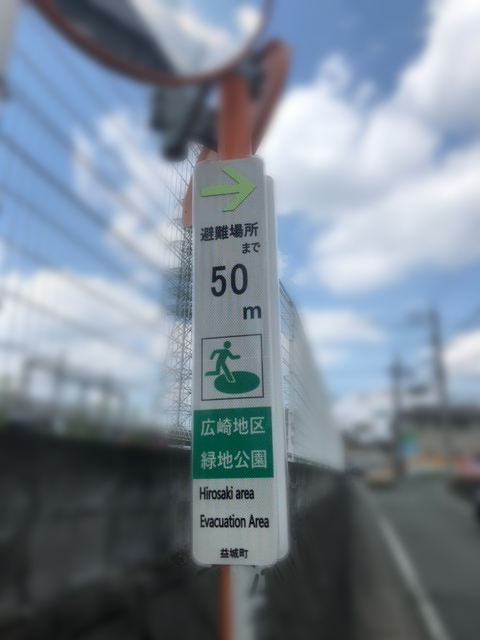 避難場所
まで
50
m
広崎地区
緑地公園
Hirosaki area
Evacuation Area
益城町